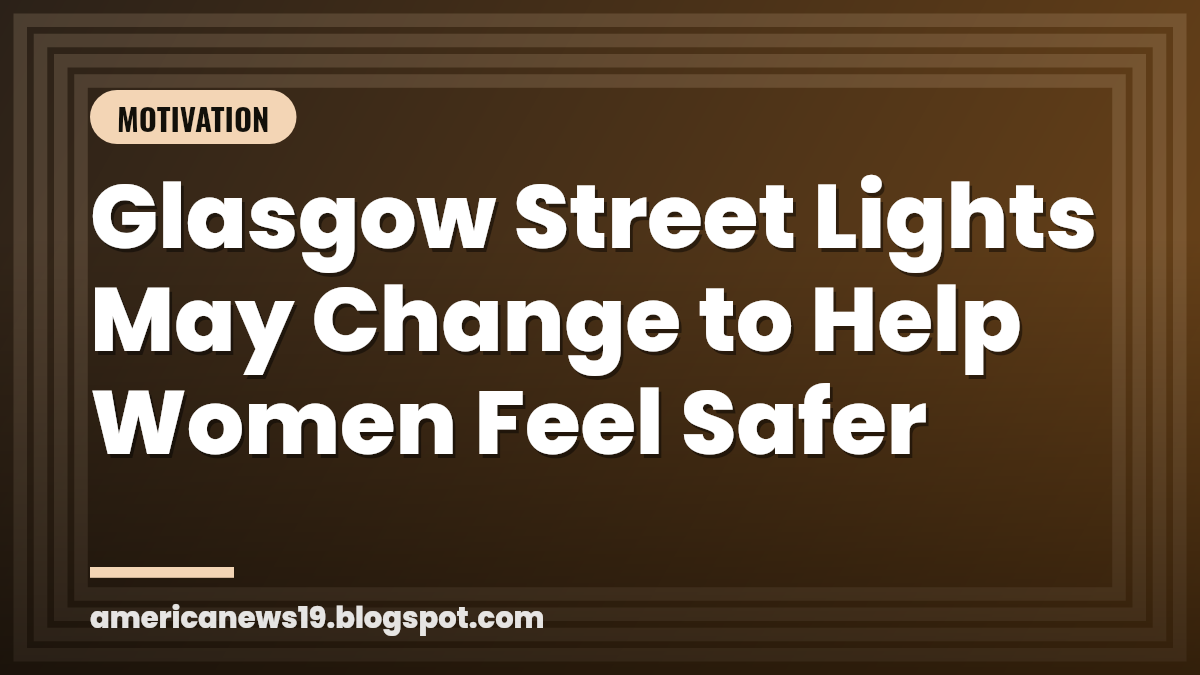 MOTIVATION
Glasgow Street Lights
May Change to Help
Women Feel Safer
americanews19.blogspot.com